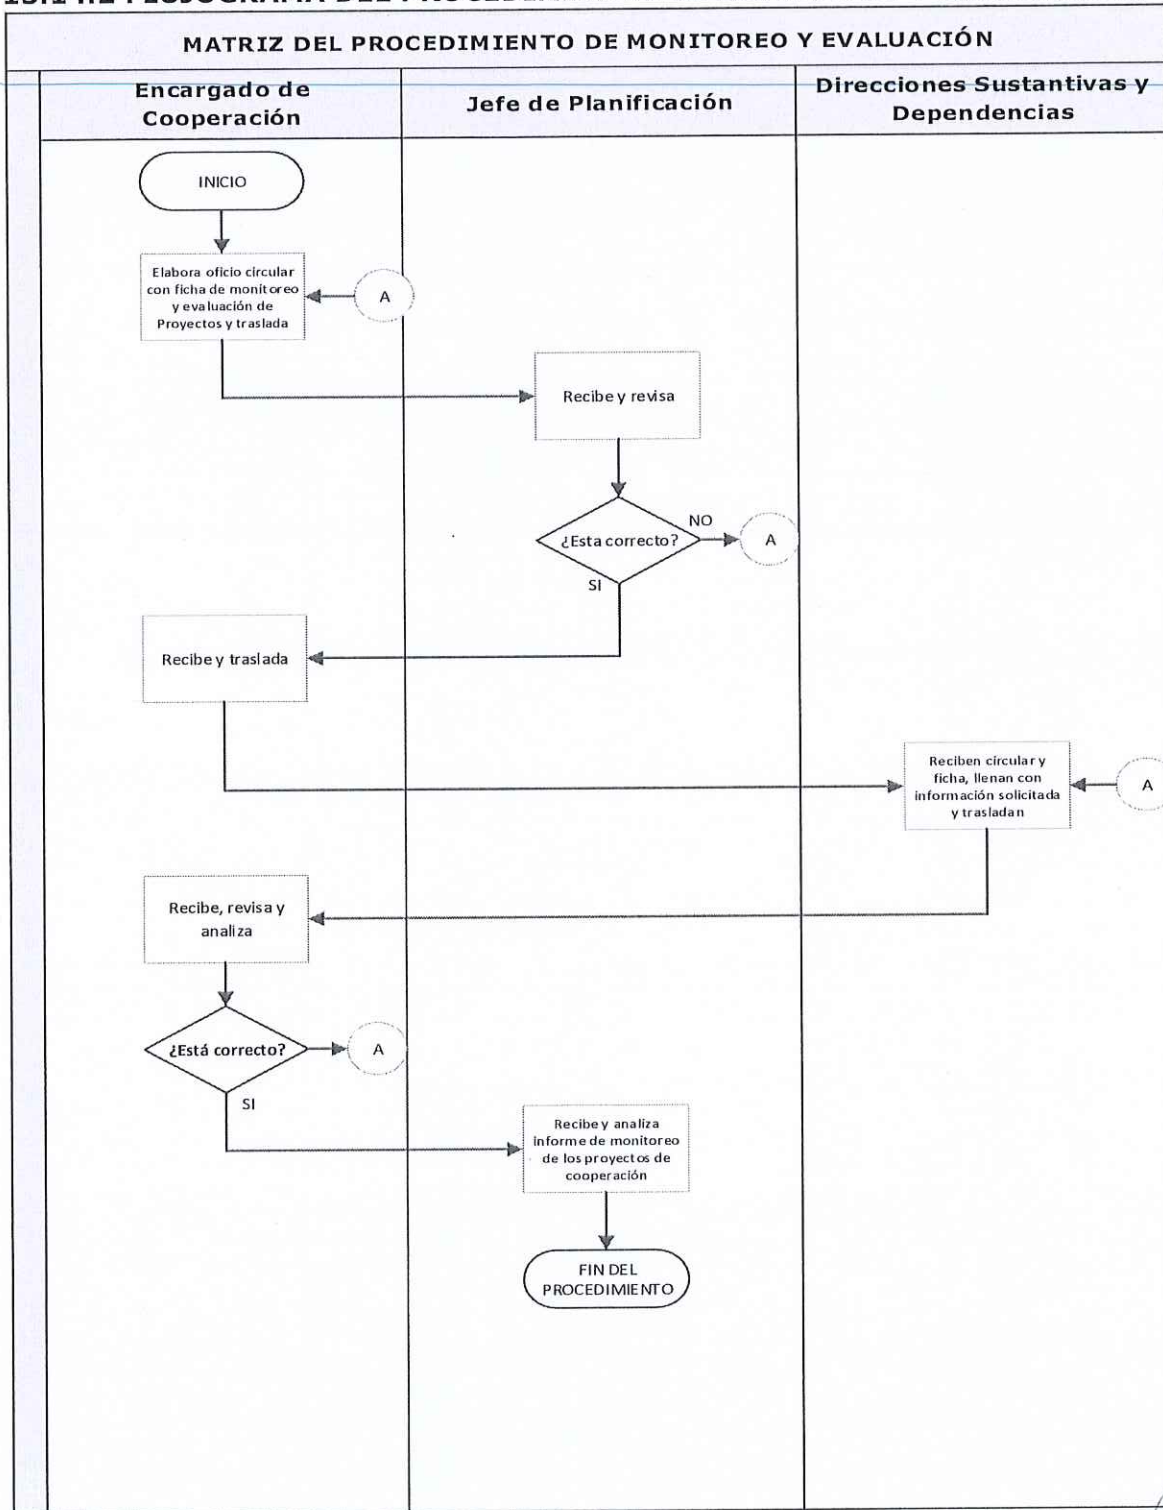 MATRIZ DEL PROCEDIMIENTO DE MONITOREO Y EVALUACIÓN
Encargado de
Cooperación
Jefe de Planificación
Direcciones Sustantivas y
Dependencias
INICIO
Elabora oficio circular
con ficha de monitoreo
y evaluación de
Proyectos y traslada
A
Recibe y revisa
¿Esta correcto?
NO
A
SI
Recibe y traslada
Reciben circular y
ficha, llenan con
información solicitada
y trasladan
A
Recibe, revisa y
analiza
¿Está correcto?
A
SI
Recibe y analiza
informe de monitoreo
de los proyectos de
cooperación
FIN DEL
PROCEDIMIENTO